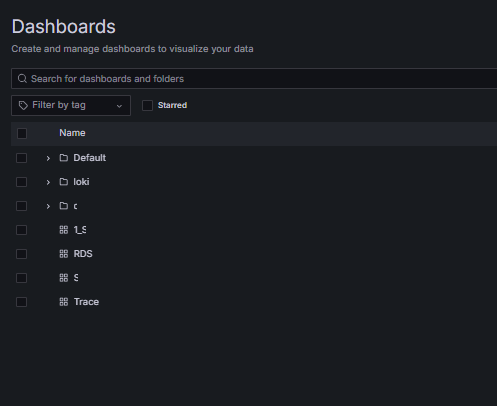 Dashboards
Create and manage dashboards to visualize your data
Search for dashboards and folders
Filter by tag
Starred
Name
Default
loki
1_S
RDS
S
Trace